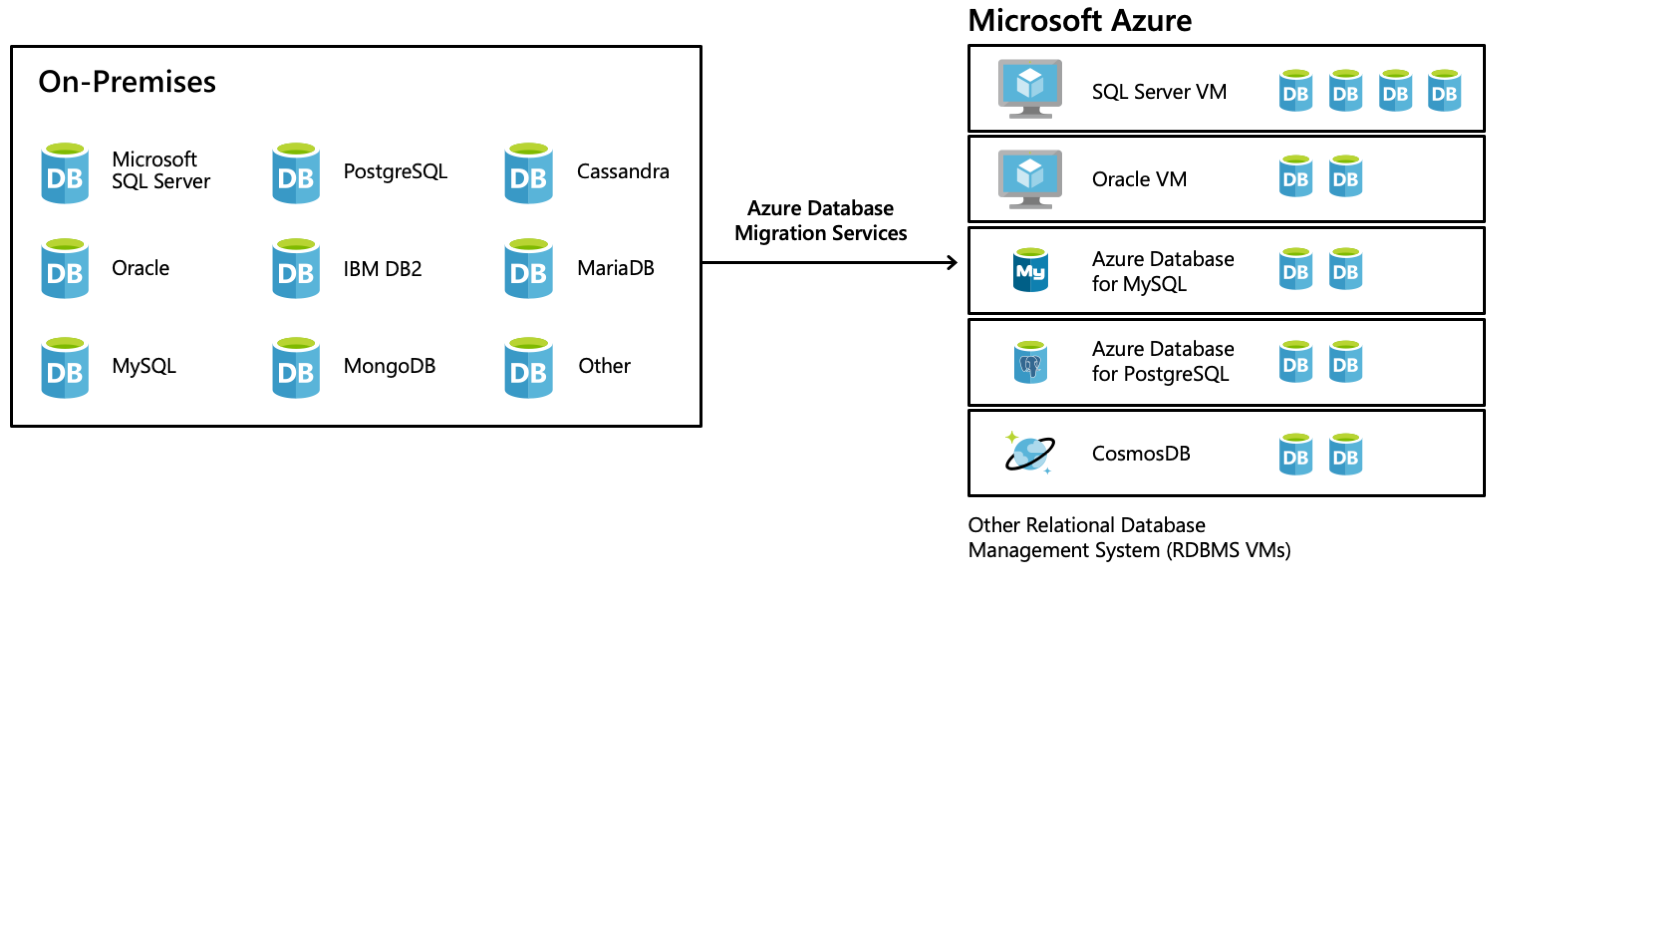 Microsoft Azure
On-Premises
DB
Microsoft
SQL Server
DB
PostgreSQL
DB
Cassandra
DB
Oracle
DB
IBM DB2
DB
MariaDB
DB
MySQL
DB
MongoDB
DB
Other
Azure Database
Migration Services
SQL Server VM
DB DB DB DB
Oracle VM
DB DB
My
Azure Database
for MySQL
DB DB
Azure Database
for PostgreSQL
DB DB
CosmosDB
DB DB
Other Relational Database
Management System (RDBMS VMs)